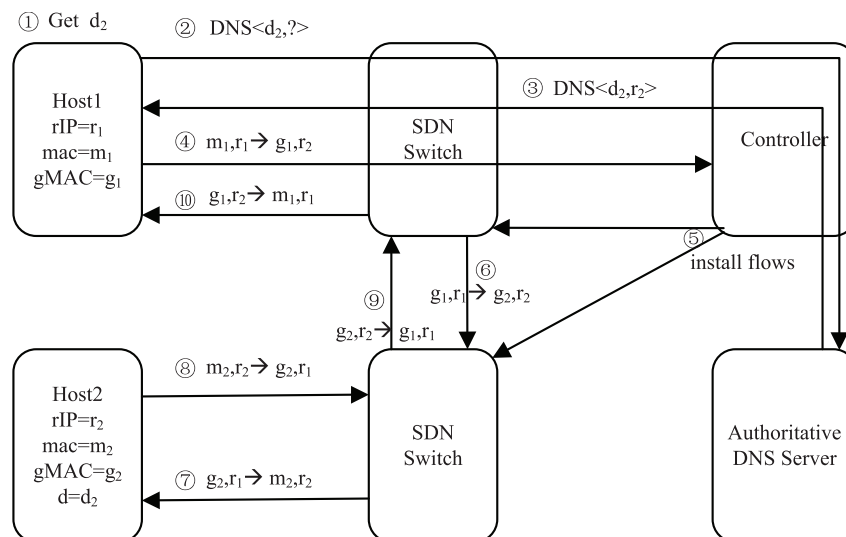 ① Get d₂
② DNS<d₂,?>
③ DNS<d₂,r₂>
Host1
rIP=r₁
mac=m₁
gMAC=g₁
SDN
Switch
Controller
④ m₁,r₁→ g₁,r₂
⑩ g₁,r₂→ m₁,r₁
⑤
install flows
⑥
g₁,r₁→ g₂,r₂
⑨
g₂,r₂→ g₁,r₁
⑧ m₂,r₂→ g₂,r₁
Host2
rIP=r₂
mac=m₂
gMAC=g₂
d=d₂
SDN
Switch
Authoritative
DNS Server
⑦ g₂,r₁→ m₂,r₂